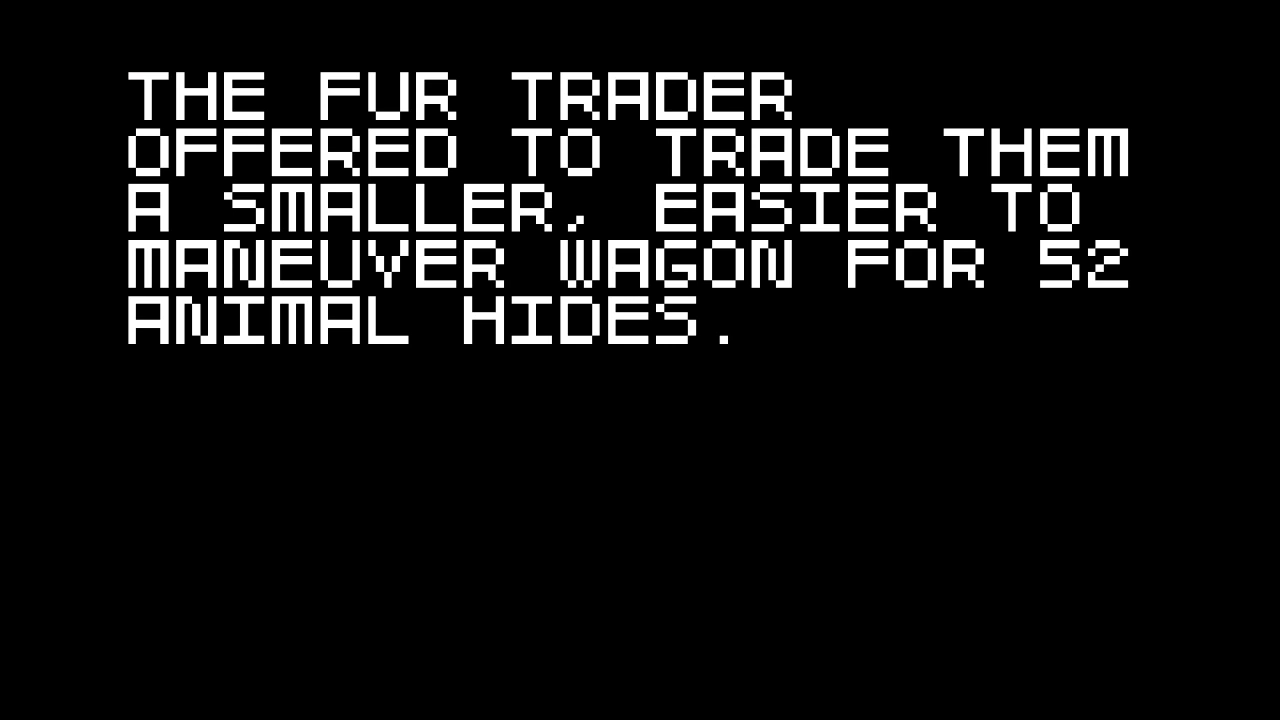 THE FUR TRADER
OFFERED TO TRADE THEM
A SMALLER, EASIER TO
MANEUVER WAGON FOR 52
ANIMAL HIDES.